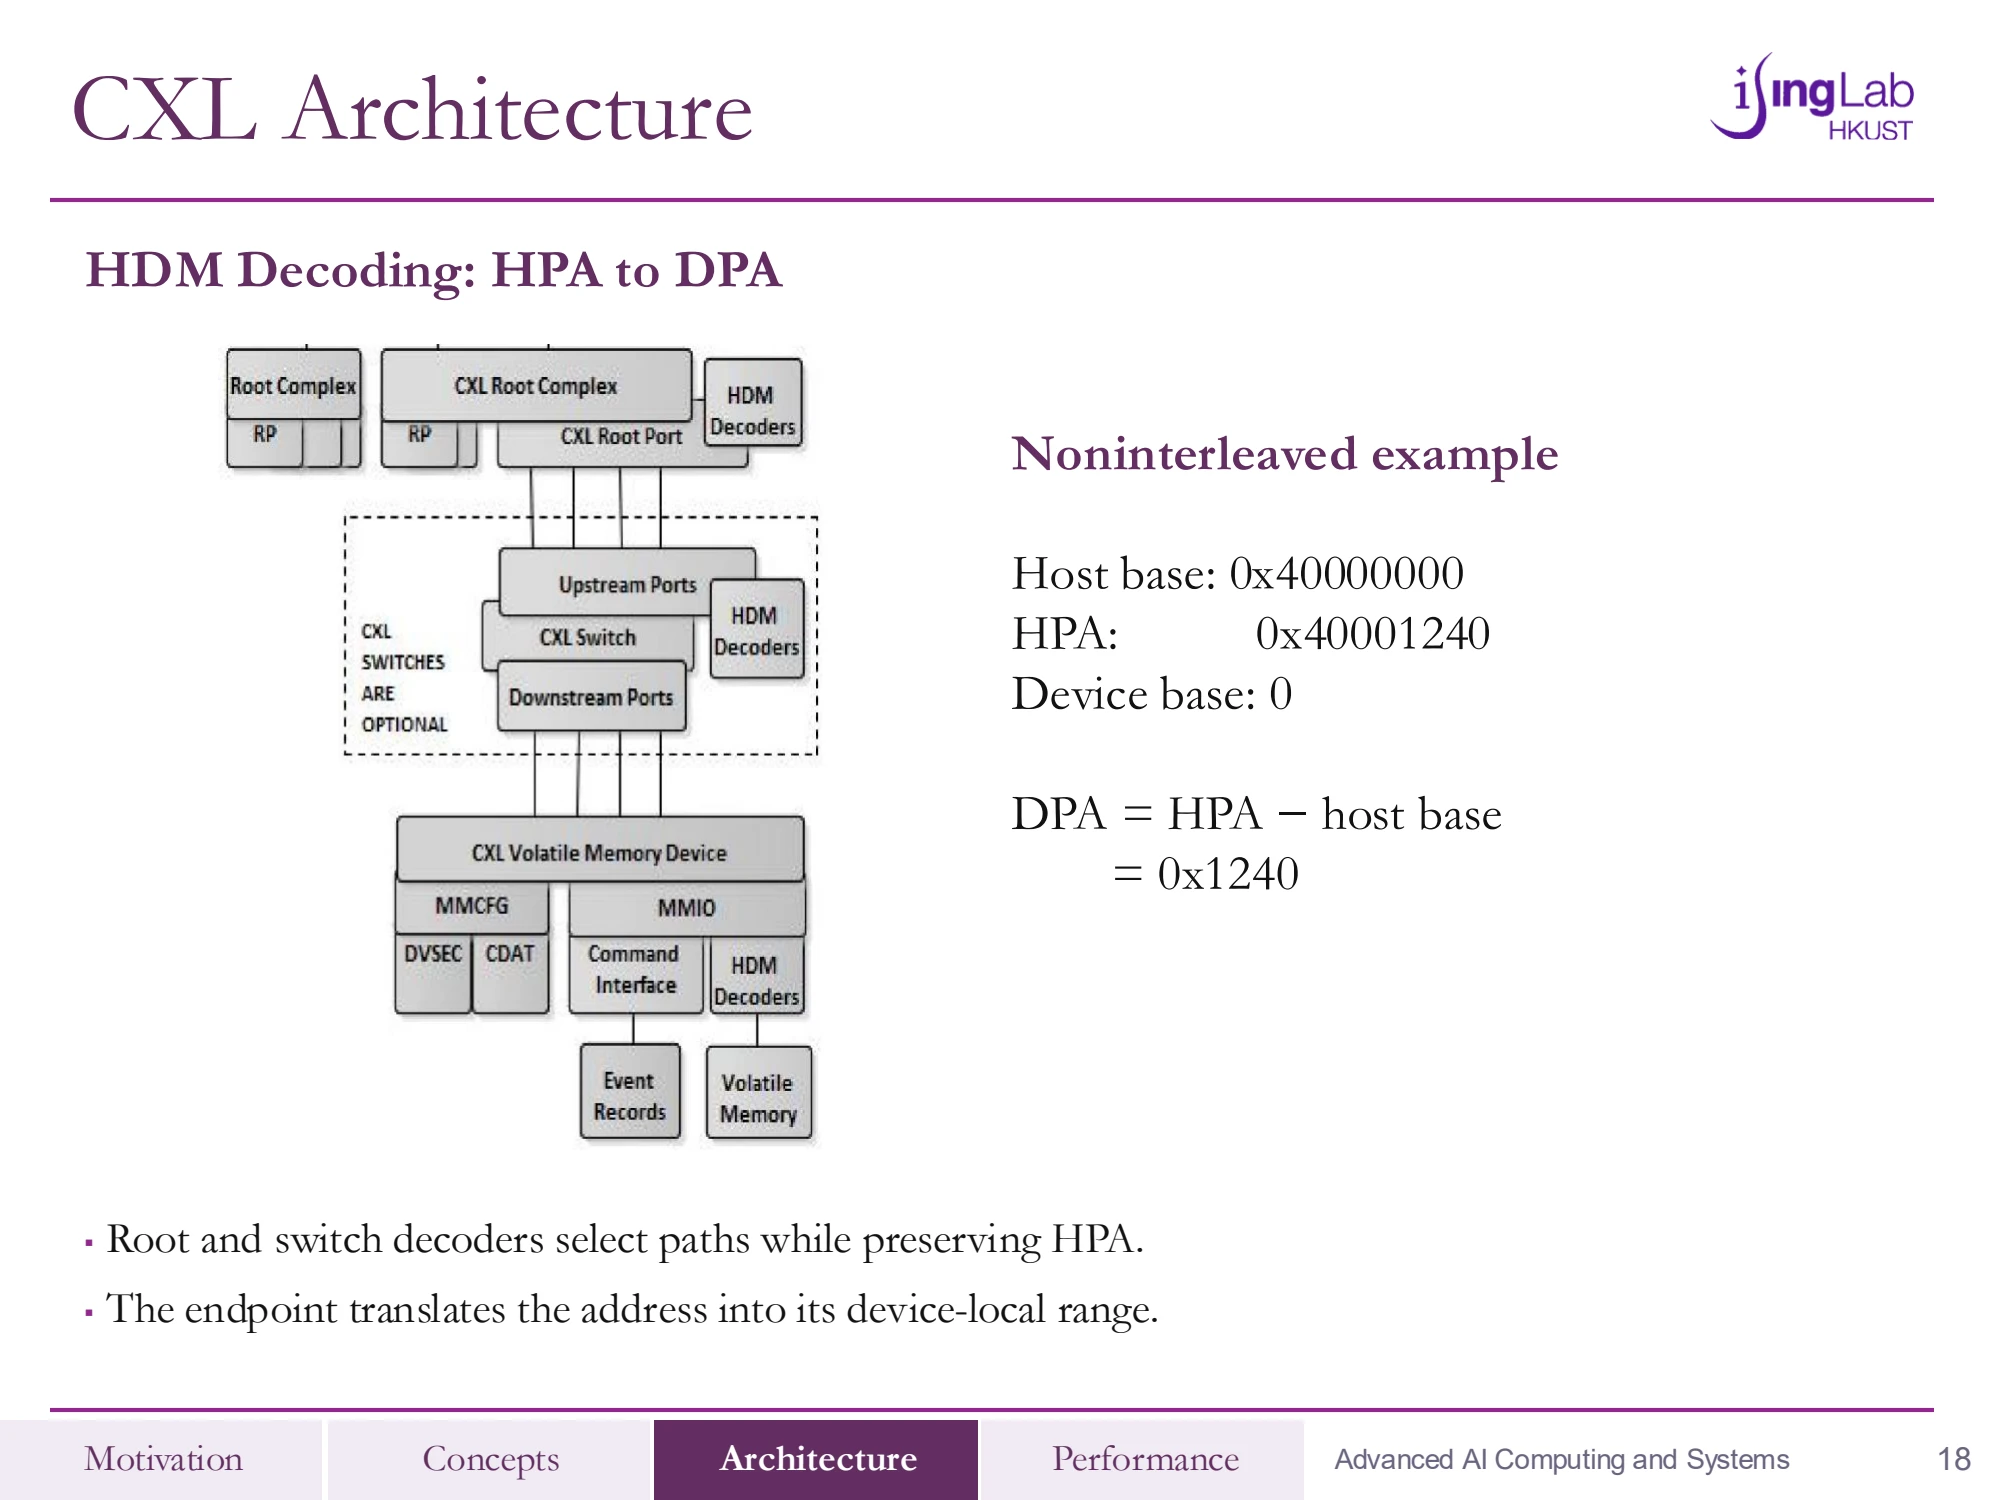 CXL Architecture
iSingLab
HKUST
HDM Decoding: HPA to DPA
Root Complex
RP
CXL Root Complex
RP
CXL Root Port
HDM
Decoders
CXL
SWITCHES
ARE
OPTIONAL
Upstream Ports
CXL Switch
Downstream Ports
HDM
Decoders
CXL Volatile Memory Device
MMCFG
MMIO
DVSEC
CDAT
Command
Interface
HDM
Decoders
Event
Records
Volatile
Memory
Noninterleaved example
Host base: 0x40000000
HPA: 0x40001240
Device base: 0
DPA = HPA − host base
= 0x1240
▪ Root and switch decoders select paths while preserving HPA.
▪ The endpoint translates the address into its device-local range.
Motivation
Concepts
Architecture
Performance
Advanced AI Computing and Systems
18